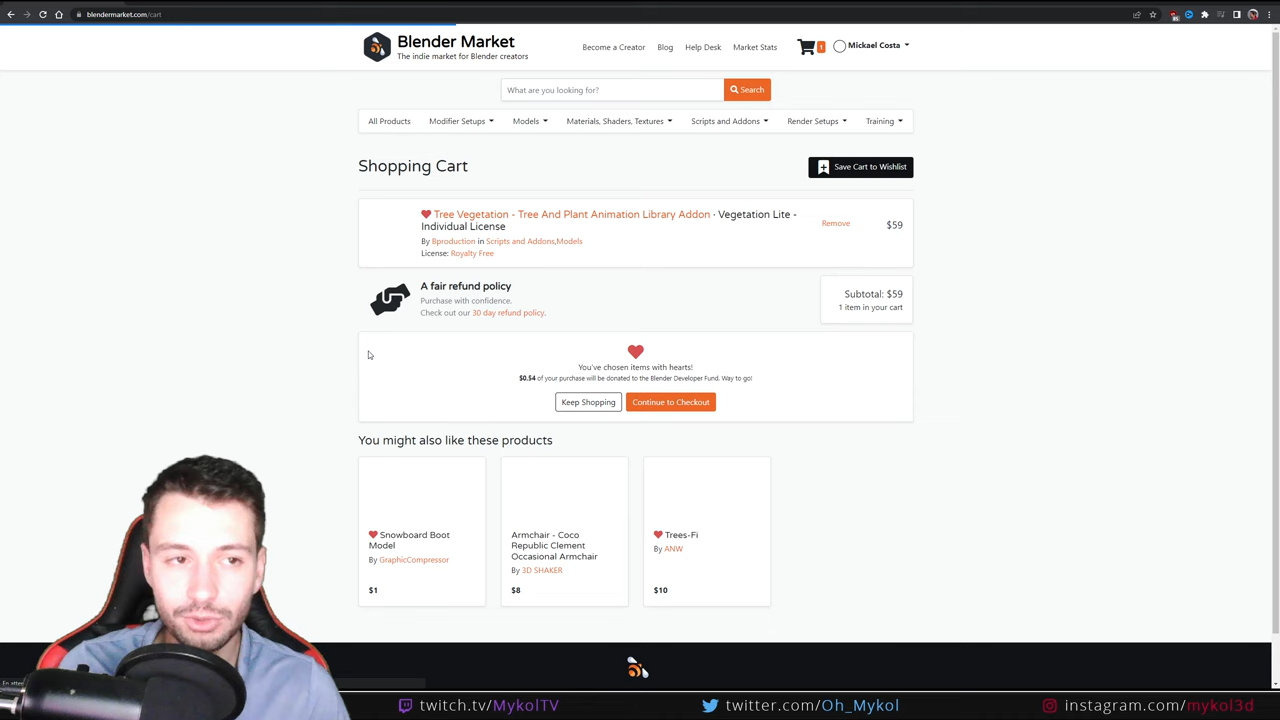 blendermarket.com/cart
Blender Market
The indie market for Blender creators
Become a Creator Blog Help Desk Market Stats 1 Mickael Costa
What are you looking for? Search
All Products Modifier Setups Models Materials, Shaders, Textures Scripts and Addons Render Setups Training
Shopping Cart Save Cart to Wishlist
Tree Vegetation - Tree And Plant Animation Library Addon · Vegetation Lite -
Individual License
Remove $59
By Bproduction in Scripts and Addons,Models
License: Royalty Free
A fair refund policy
Purchase with confidence.
Check out our 30 day refund policy.
Subtotal: $59
1 item in your cart
You've chosen items with hearts!
$0.54 of your purchase will be donated to the Blender Developer Fund. Way to go!
Keep Shopping Continue to Checkout
You might also like these products
Snowboard Boot
Model
By GraphicCompressor
$1
Armchair - Coco
Republic Clement
Occasional Armchair
By 3D SHAKER
$8
Trees-Fi
By ANW
$10
twitch.tv/MykolTV twitter.com/Oh_Mykol instagram.com/mykol3d